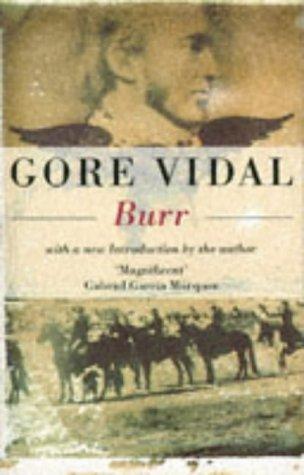 GORE VIDAL
Burr
with a new Introduction by the author
'Magnificent'
Gabriel García Márquez